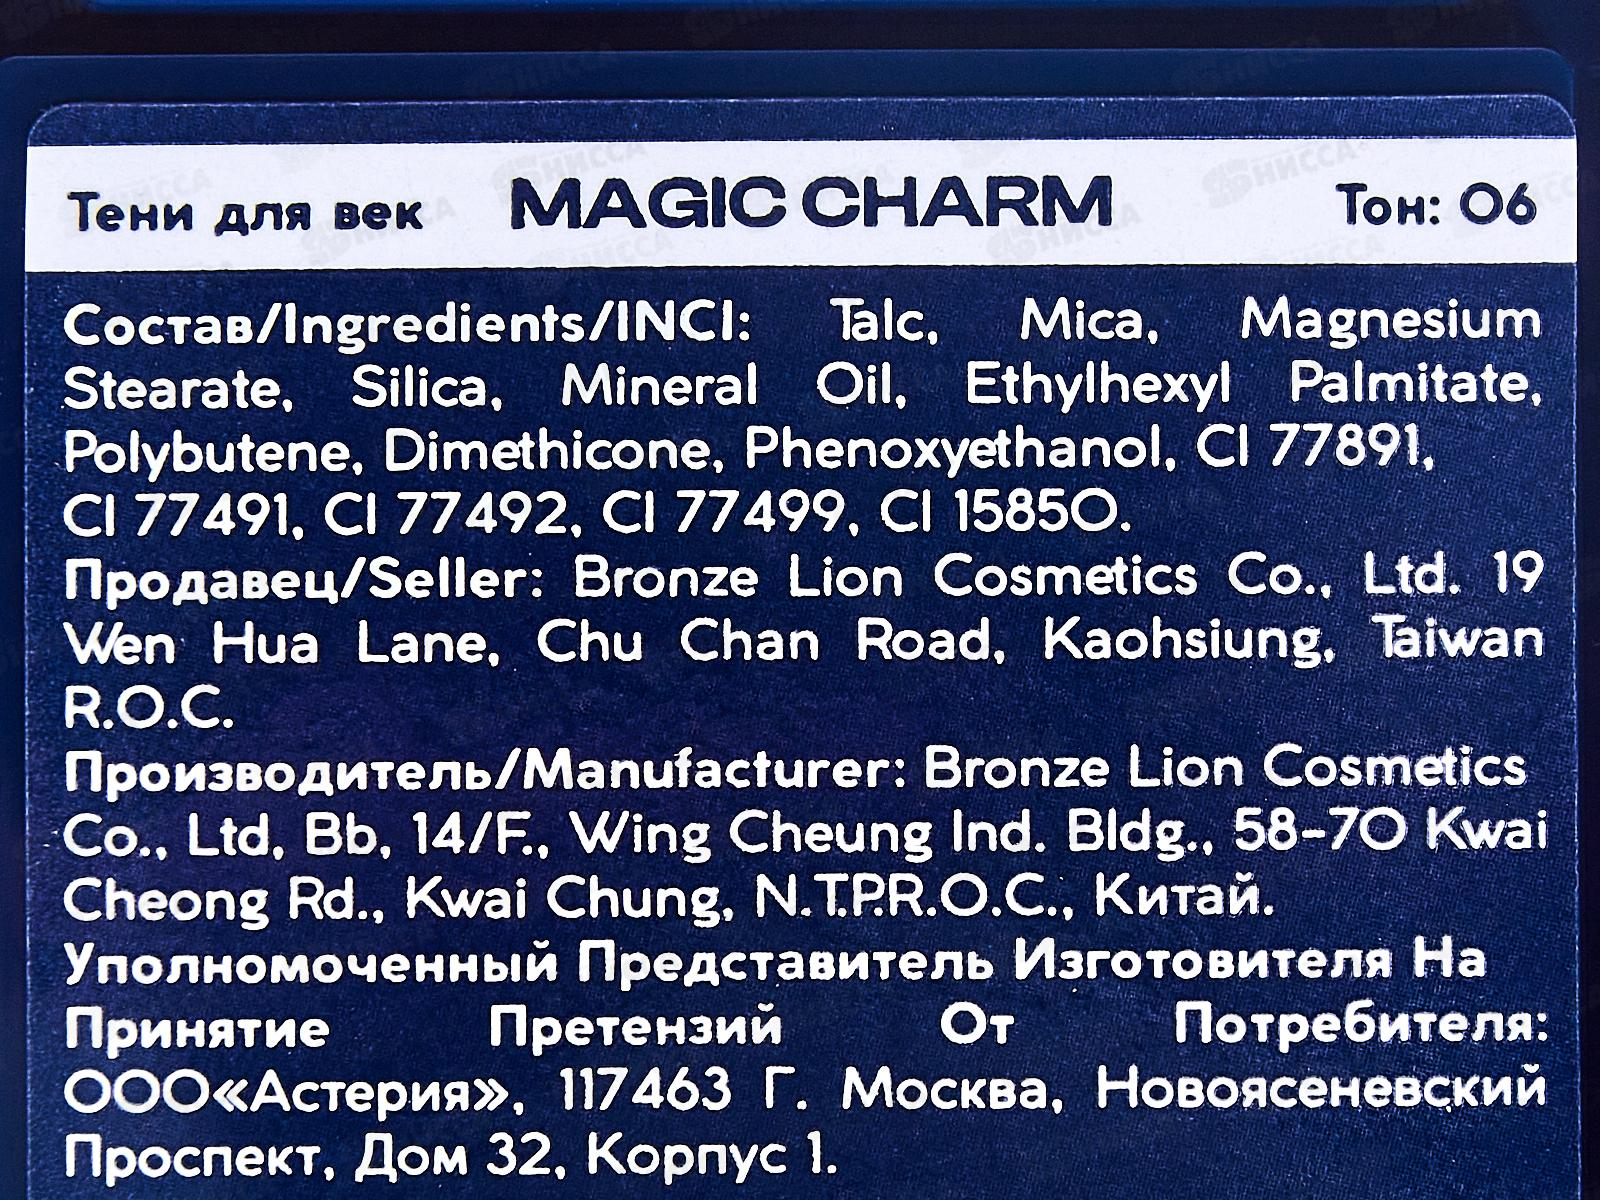 Тени для век MAGIC CHARM Тон: 06
Состав/Ingredients/INCI: Talc, Mica, Magnesium
Stearate, Silica, Mineral Oil, Ethylhexyl Palmitate,
Polybutene, Dimethicone, Phenoxyethanol, CI 77891,
CI 77491, CI 77492, CI 77499, CI 15850.
Продавец/Seller: Bronze Lion Cosmetics Co., Ltd. 19
Wen Hua Lane, Chu Chan Road, Kaohsiung, Taiwan
R.O.C.
Производитель/Manufacturer: Bronze Lion Cosmetics
Co., Ltd, Bb, 14/F., Wing Cheung Ind. Bldg., 58-70 Kwai
Cheong Rd., Kwai Chung, N.T.P.R.O.C., Китай.
Уполномоченный Представитель Изготовителя На
Принятие Претензий От Потребителя:
ООО«Астерия», 117463 Г. Москва, Новоясеневский
Проспект, Дом 32, Корпус 1.